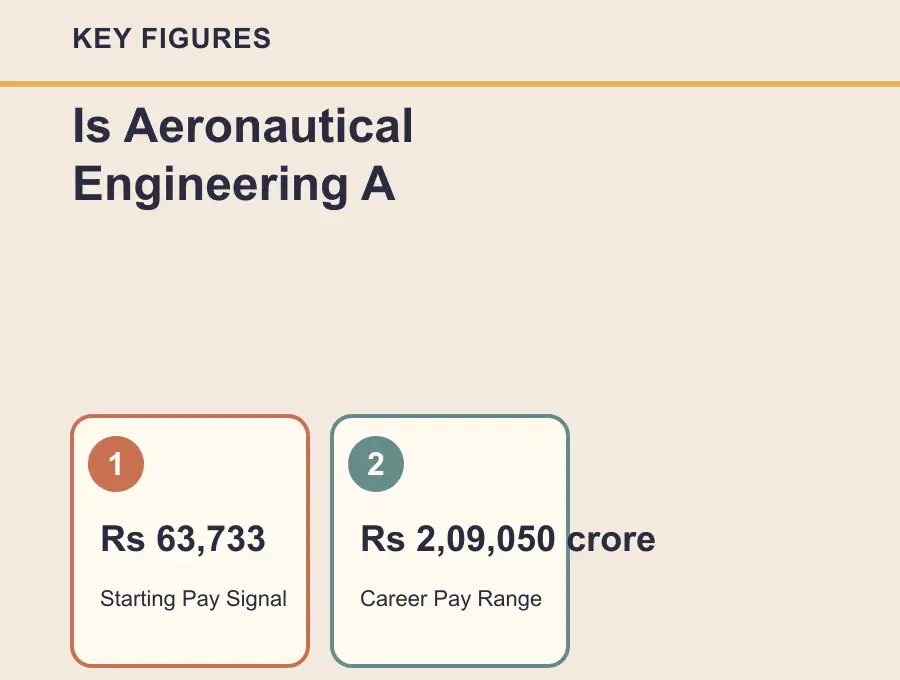 KEY FIGURES
Is Aeronautical
Engineering A
1
Rs 63,733
Starting Pay Signal
2
Rs 2,09,050 crore
Career Pay Range